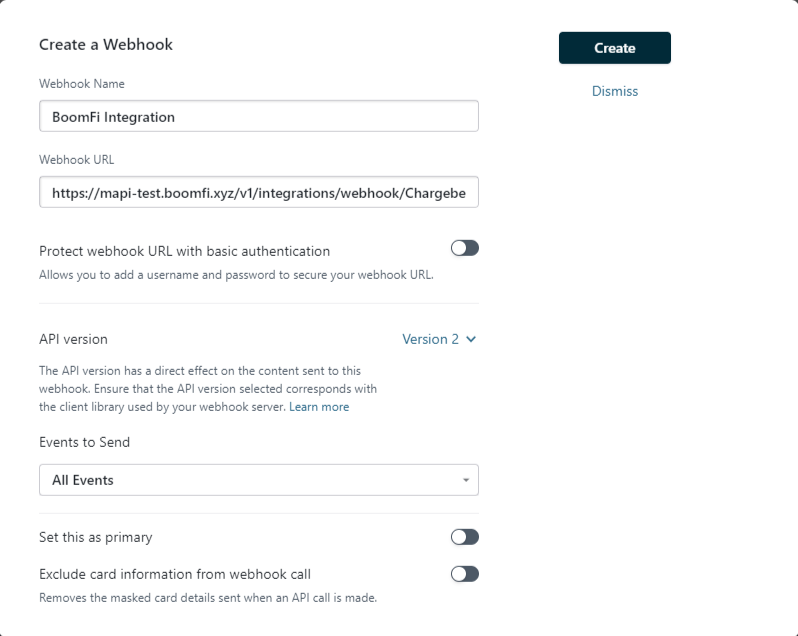 Create a Webhook
Create
Webhook Name
Dismiss
BoomFi Integration
Webhook URL
https://mapi-test.boomfi.xyz/v1/integrations/webhook/Chargebe
Protect webhook URL with basic authentication
Allows you to add a username and password to secure your webhook URL.
API version
Version 2
The API version has a direct effect on the content sent to this
webhook. Ensure that the API version selected corresponds with
the client library used by your webhook server. Learn more
Events to Send
All Events
Set this as primary
Exclude card information from webhook call
Removes the masked card details sent when an API call is made.